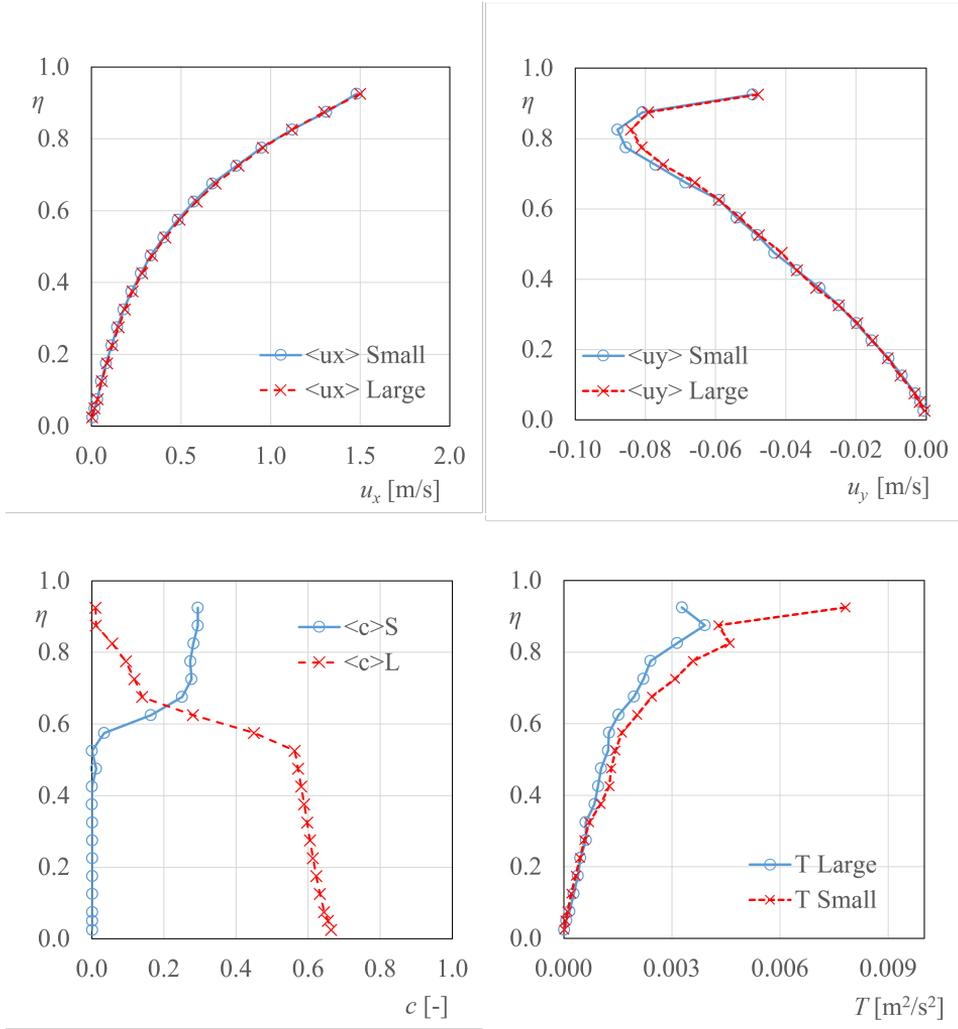 1.0
η
0.8
0.6
0.4
0.2
0.0
<ux> Small
<ux> Large
0.0 0.5 1.0 1.5 2.0
uₓ [m/s]
1.0
η
0.8
0.6
0.4
0.2
0.0
<uy> Small
<uy> Large
-0.10 -0.08 -0.06 -0.04 -0.02 0.00
u_y [m/s]
1.0
η
0.8
0.6
0.4
0.2
0.0
<c>S
<c>L
0.0 0.2 0.4 0.6 0.8 1.0
c [-]
1.0
η
0.8
0.6
0.4
0.2
0.0
T Large
T Small
0.000 0.003 0.006 0.009
T [m²/s²]